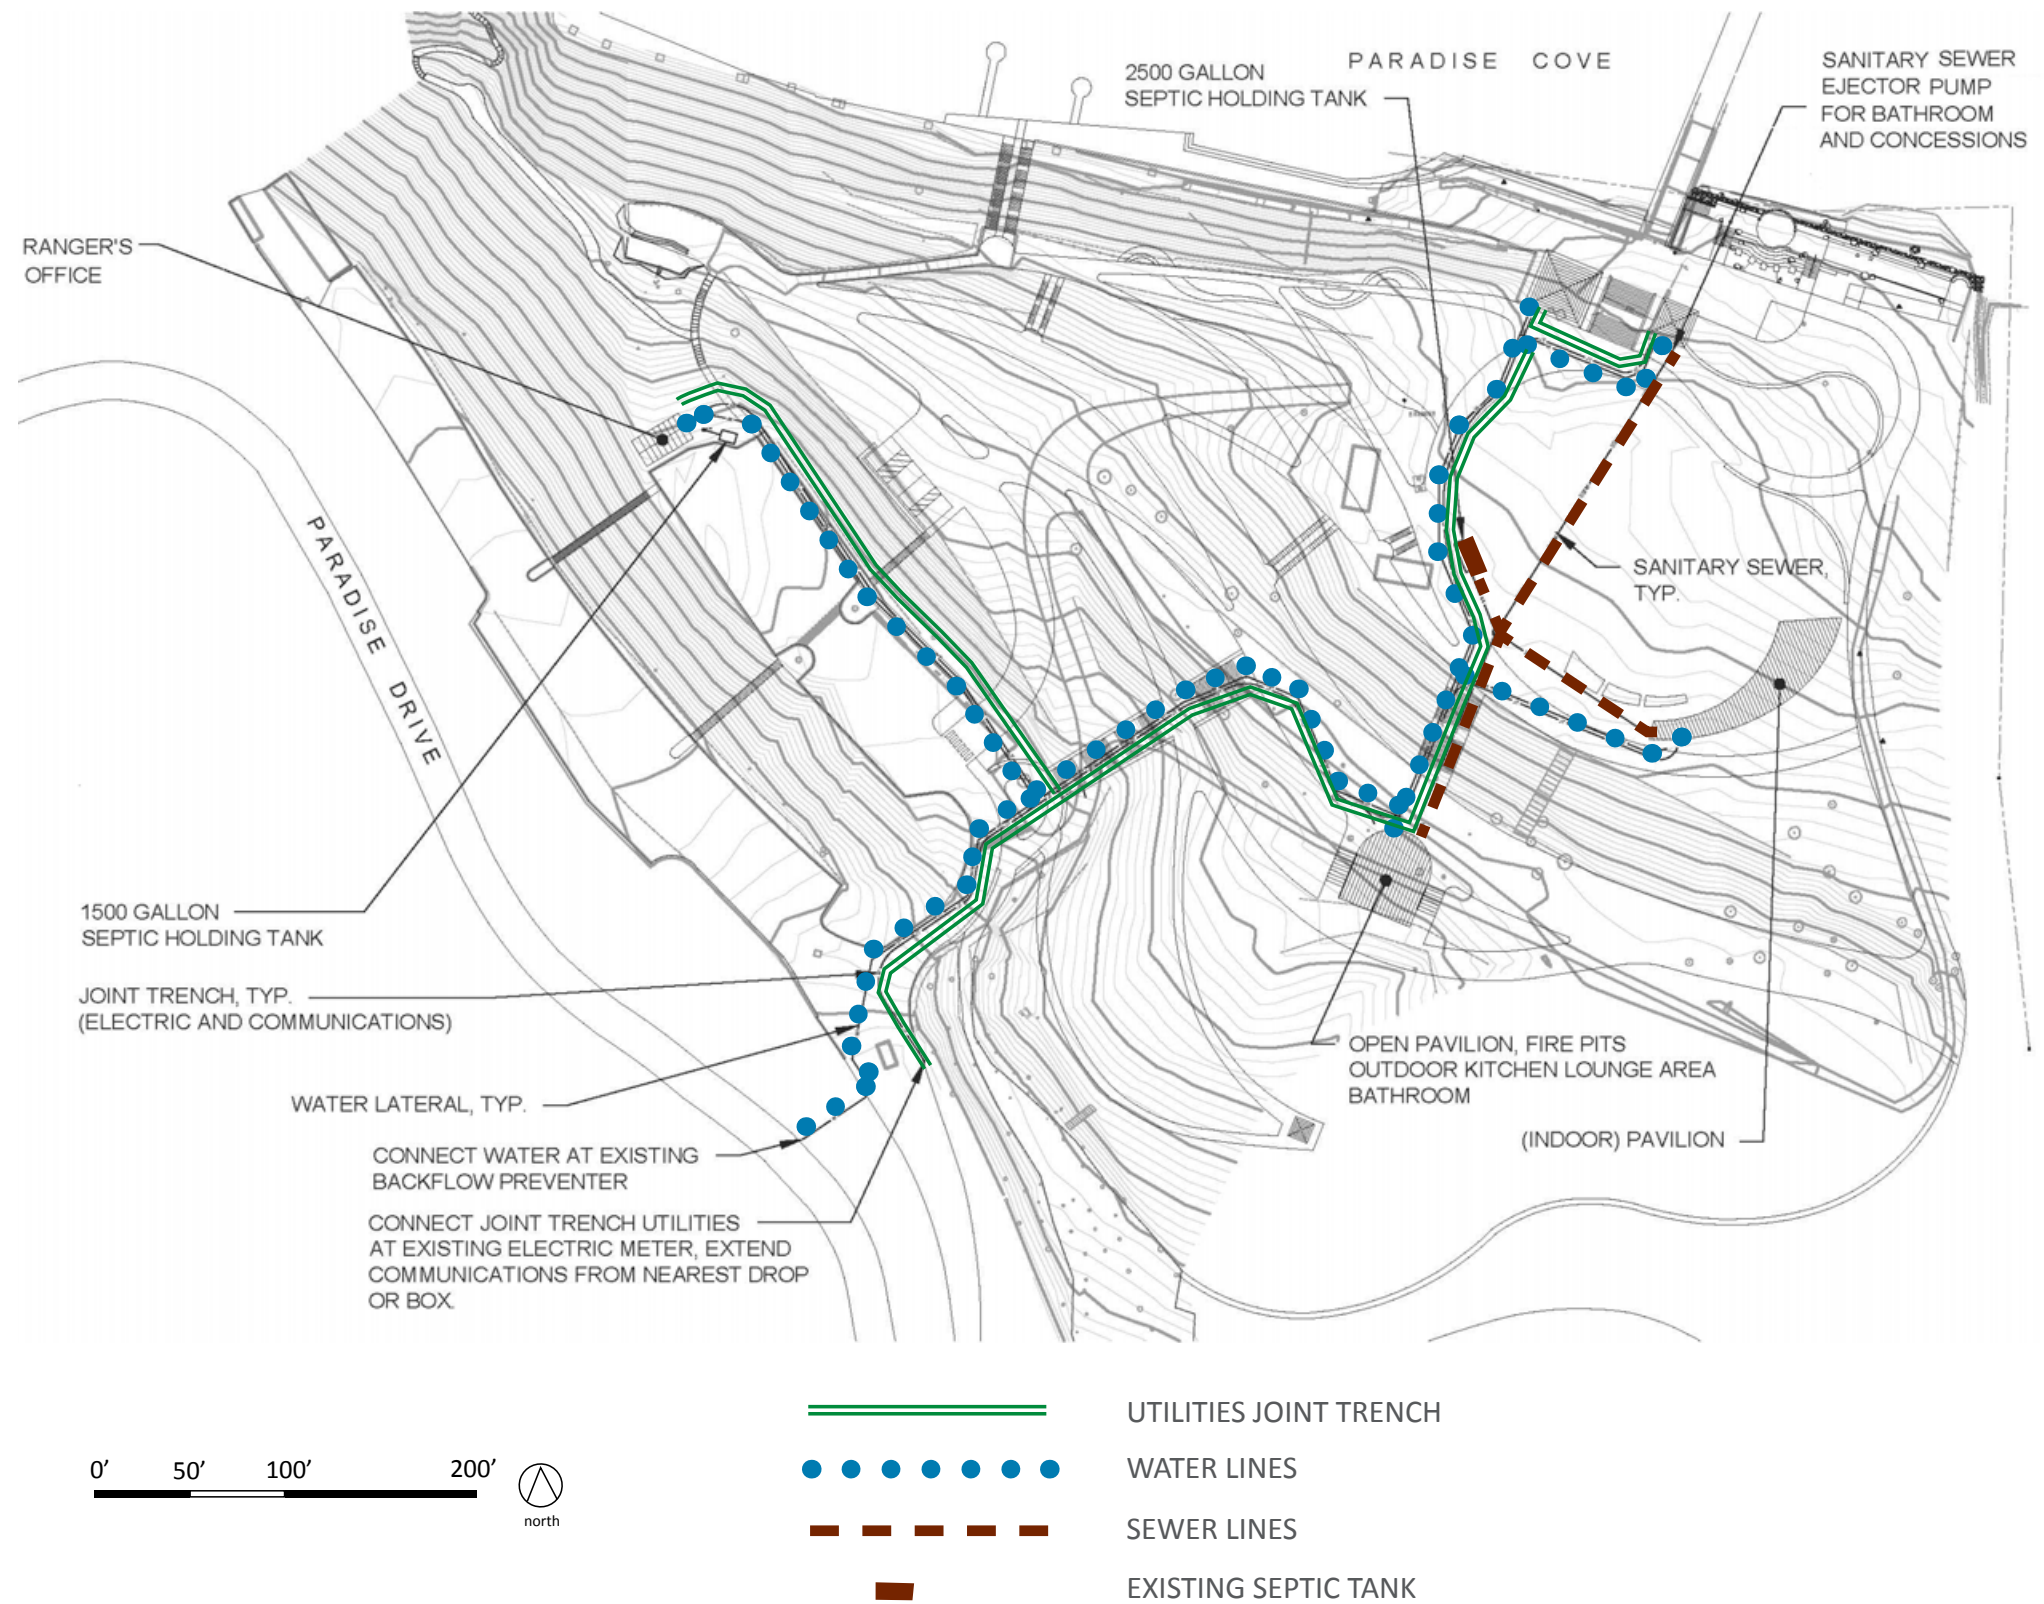 PARADISE COVE
2500 GALLON
SEPTIC HOLDING TANK
SANITARY SEWER
EJECTOR PUMP
FOR BATHROOM
AND CONCESSIONS
RANGER'S
OFFICE
PARADISE DRIVE
SANITARY SEWER,
TYP.
1500 GALLON
SEPTIC HOLDING TANK
JOINT TRENCH, TYP.
(ELECTRIC AND COMMUNICATIONS)
WATER LATERAL, TYP.
CONNECT WATER AT EXISTING
BACKFLOW PREVENTER
CONNECT JOINT TRENCH UTILITIES
AT EXISTING ELECTRIC METER, EXTEND
COMMUNICATIONS FROM NEAREST DROP
OR BOX.
OPEN PAVILION, FIRE PITS
OUTDOOR KITCHEN LOUNGE AREA
BATHROOM
(INDOOR) PAVILION
0’ 50’ 100’ 200’
north
UTILITIES JOINT TRENCH
WATER LINES
SEWER LINES
EXISTING SEPTIC TANK